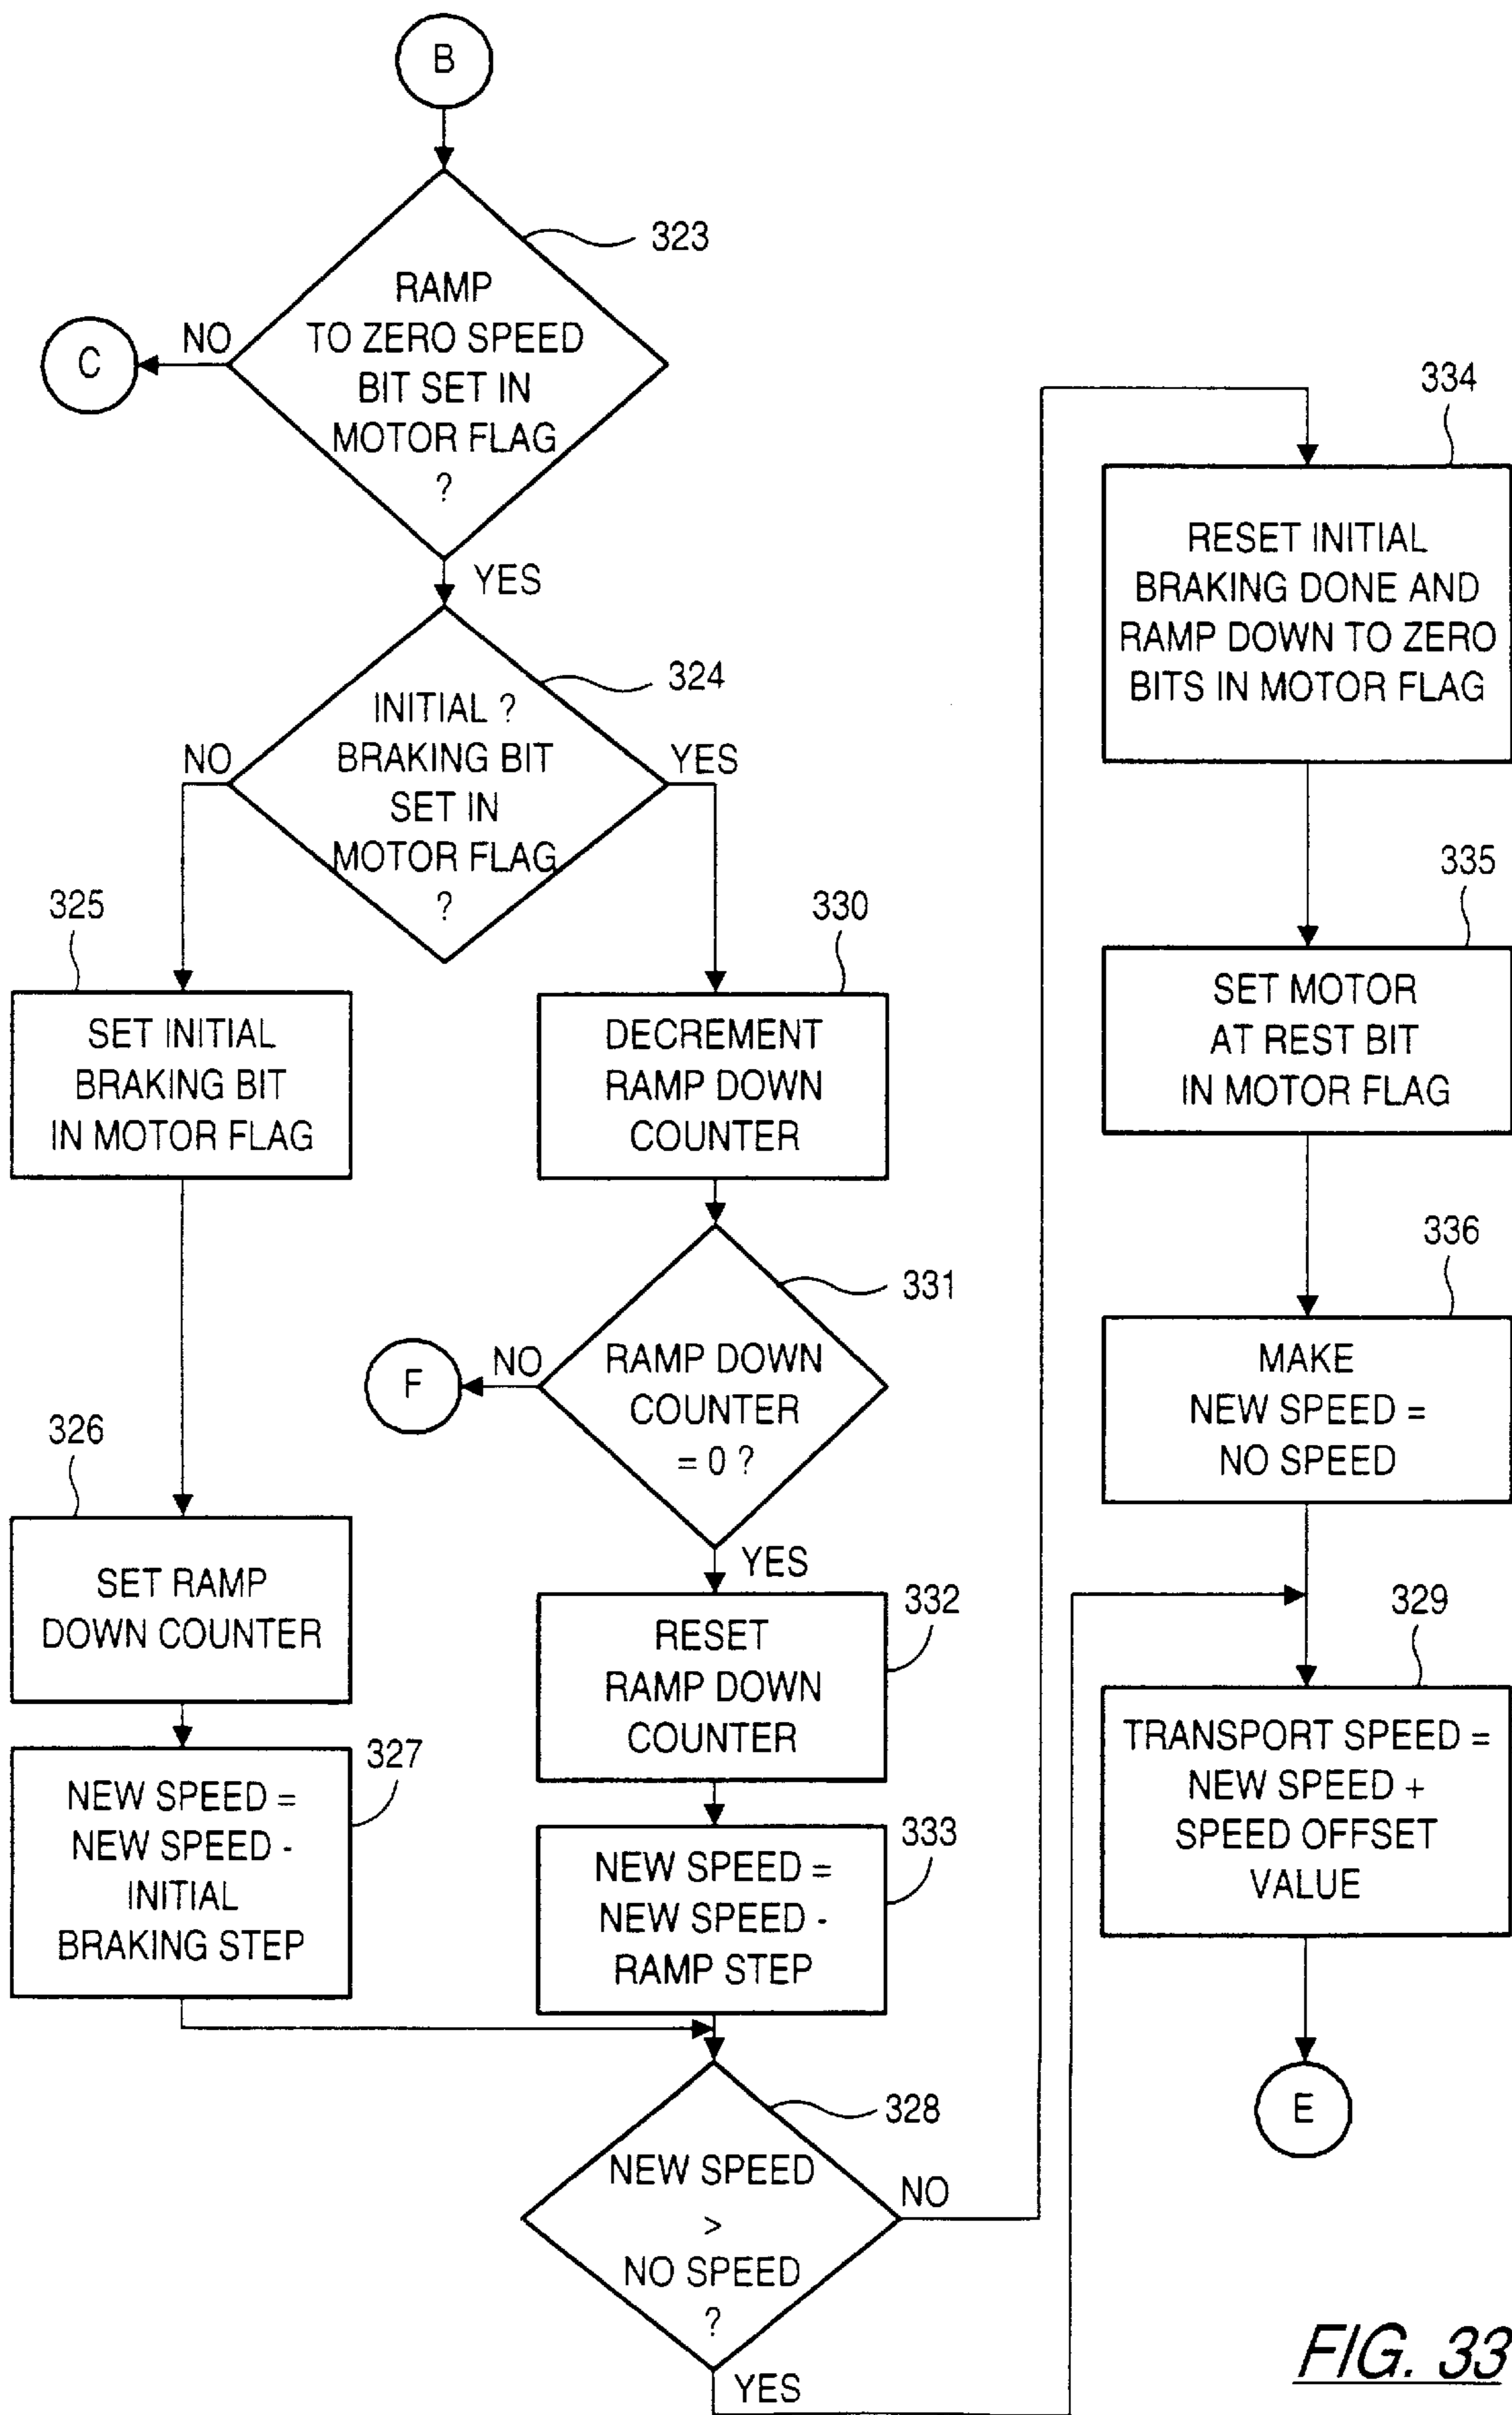 B
323
RAMP
TO ZERO SPEED
BIT SET IN
MOTOR FLAG
?
NO
C
YES
324
INITIAL ?
BRAKING BIT
SET IN
MOTOR FLAG
?
NO
YES
325
SET INITIAL
BRAKING BIT
IN MOTOR FLAG
326
SET RAMP
DOWN COUNTER
327
NEW SPEED =
NEW SPEED -
INITIAL
BRAKING STEP
330
DECREMENT
RAMP DOWN
COUNTER
331
RAMP DOWN
COUNTER
= 0 ?
NO
F
YES
332
RESET
RAMP DOWN
COUNTER
333
NEW SPEED =
NEW SPEED -
RAMP STEP
328
NEW SPEED
>
NO SPEED
?
NO
YES
334
RESET INITIAL
BRAKING DONE AND
RAMP DOWN TO ZERO
BITS IN MOTOR FLAG
335
SET MOTOR
AT REST BIT
IN MOTOR FLAG
336
MAKE
NEW SPEED =
NO SPEED
329
TRANSPORT SPEED =
NEW SPEED +
SPEED OFFSET
VALUE
E
FIG. 33